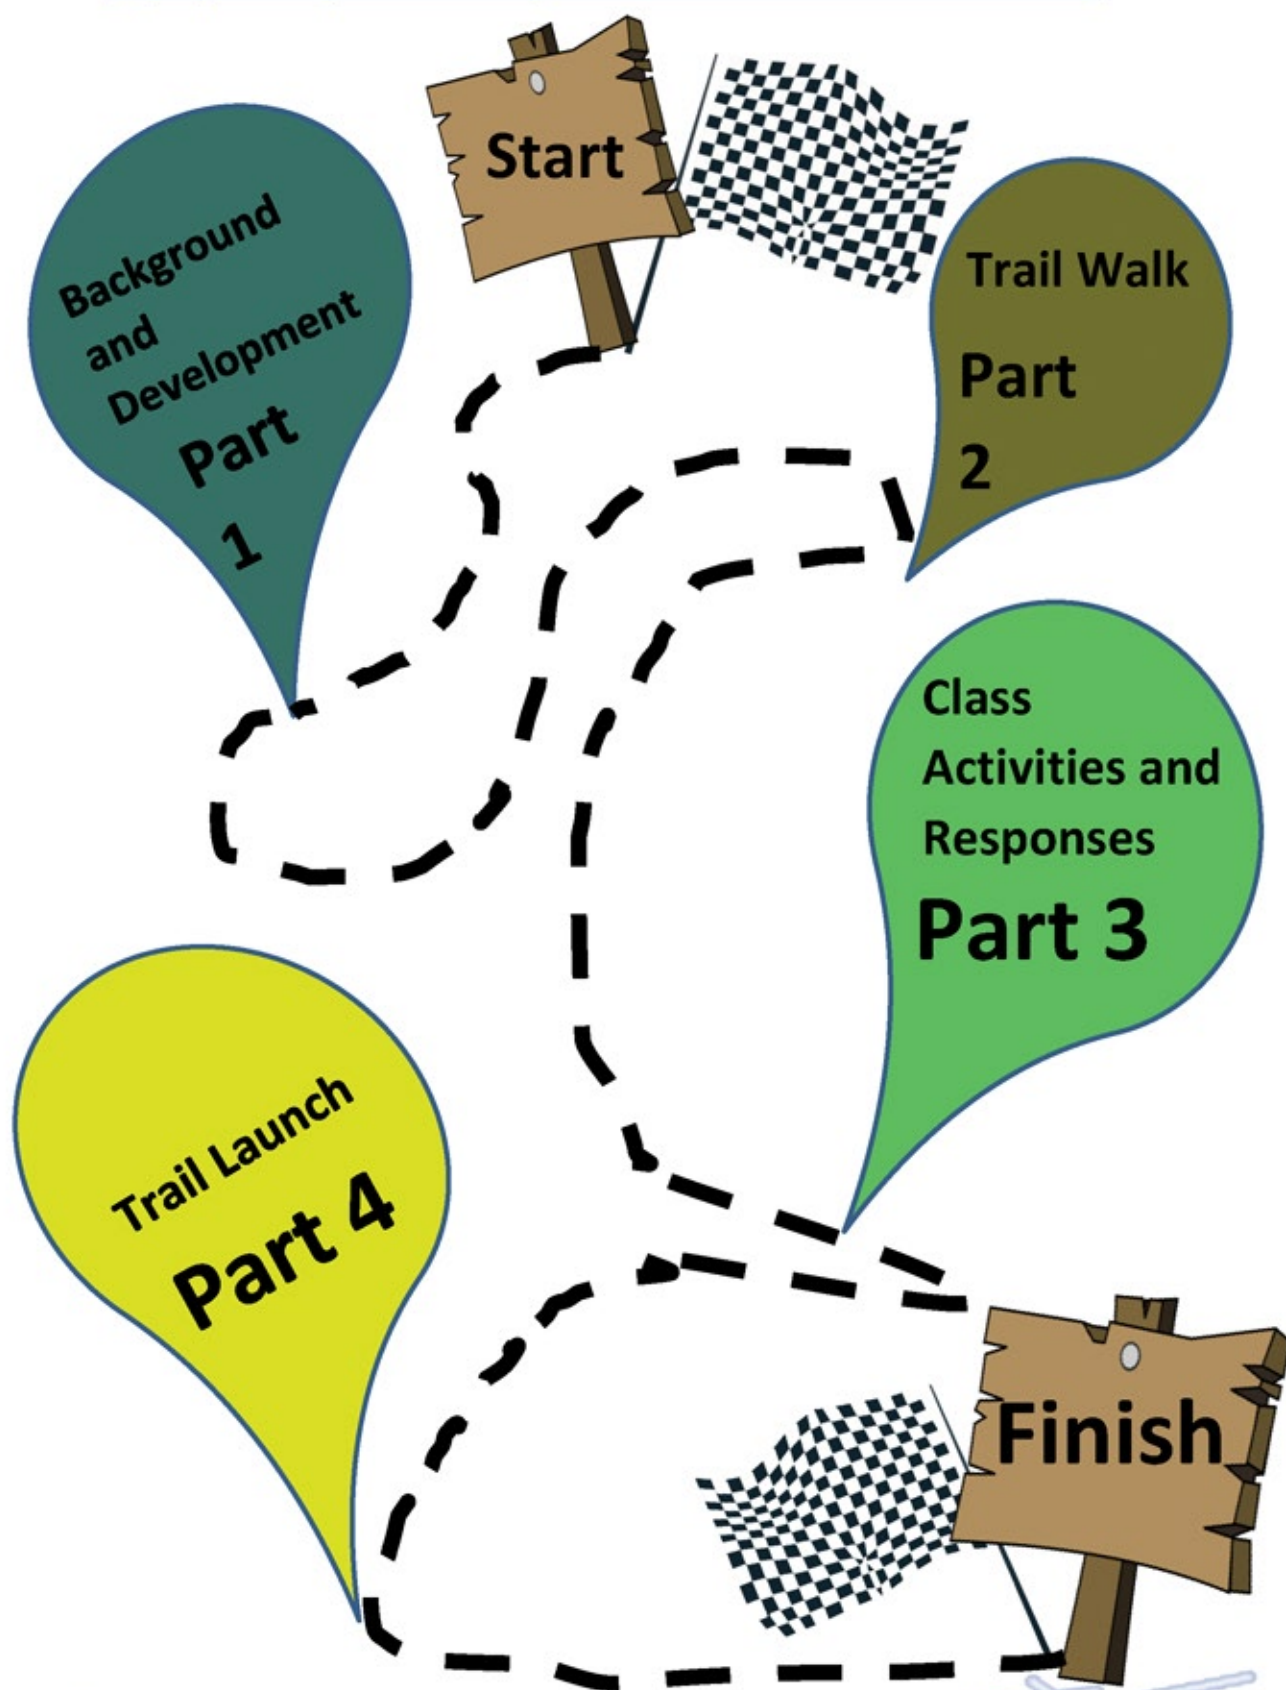 Start
Background
and
Development
Part
1
Trail Walk
Part
2
Class
Activities and
Responses
Part 3
Trail Launch
Part 4
Finish